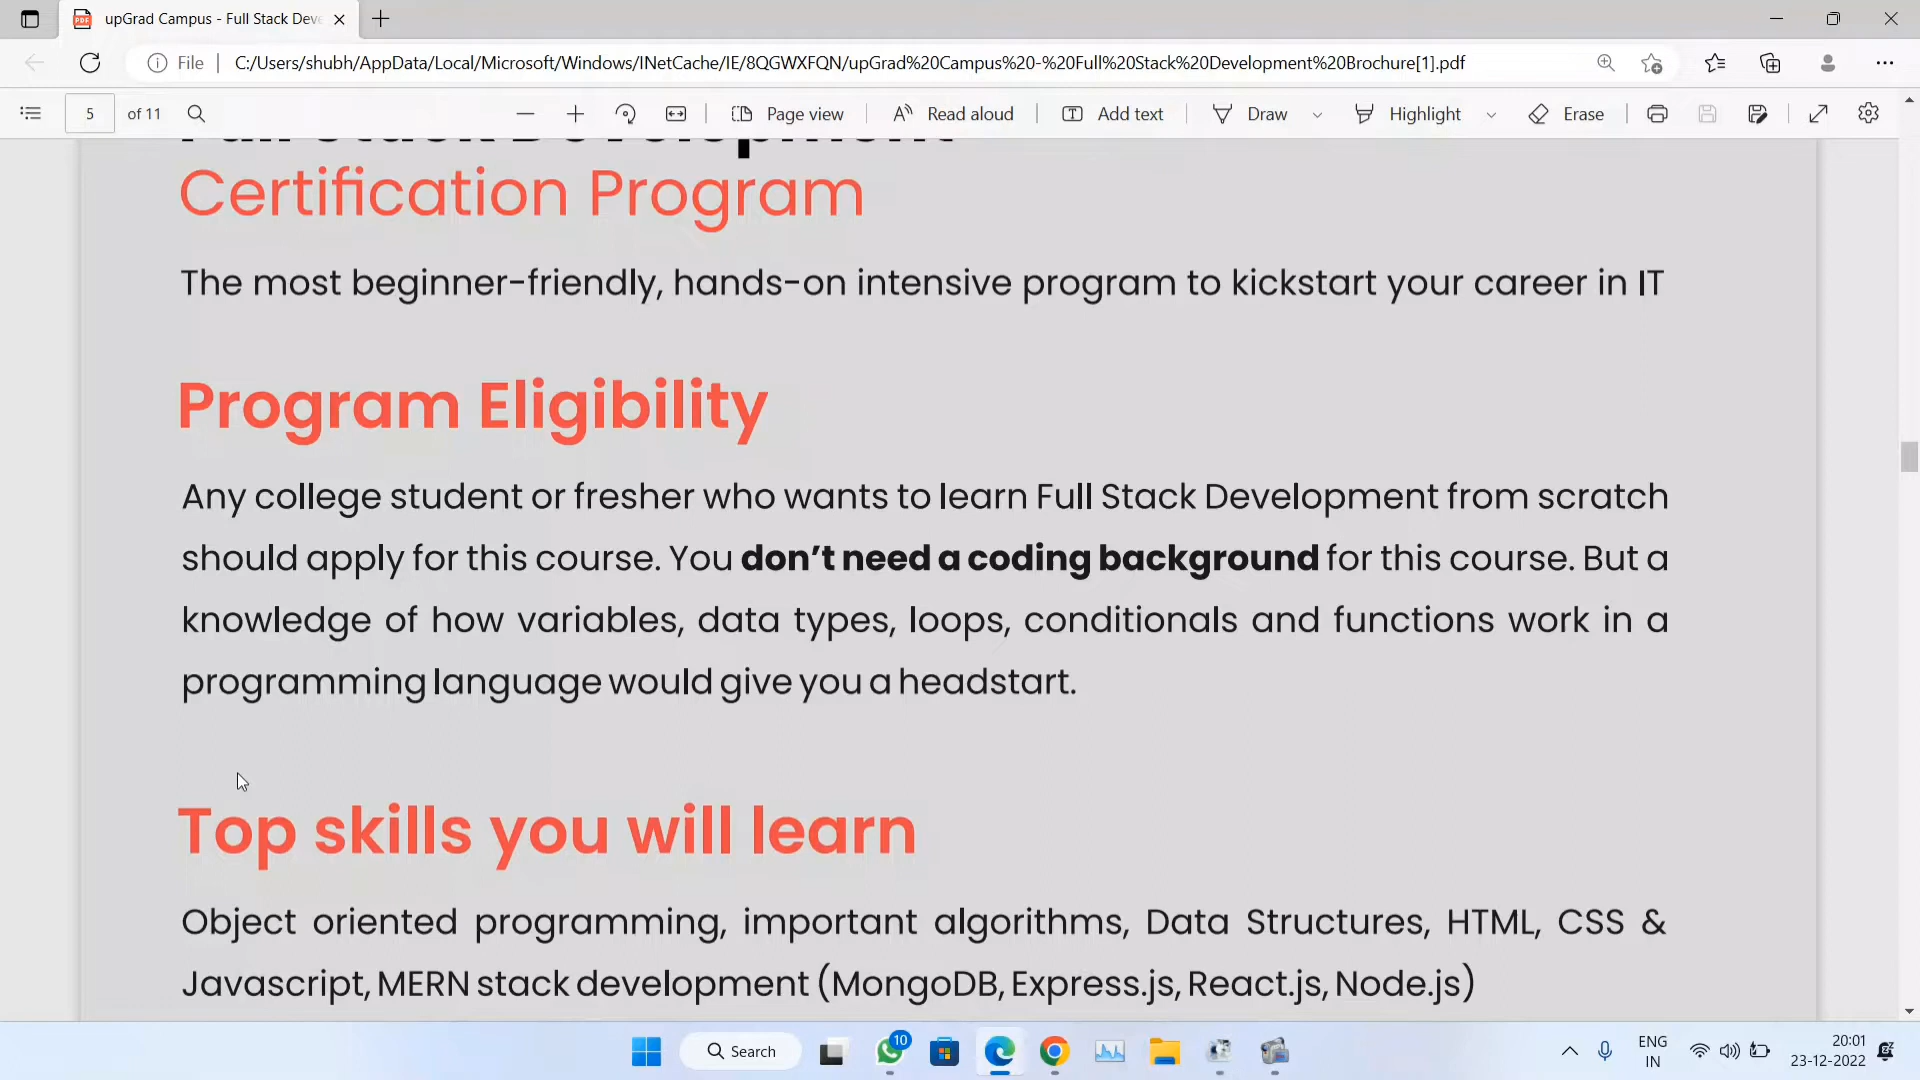 upGrad Campus - Full Stack Deve
File
C:/Users/shubh/AppData/Local/Microsoft/Windows/INetCache/IE/8QGWXFQN/upGrad%20Campus%20-%20Full%20Stack%20Development%20Brochure[1].pdf
5 of 11
Page view
Read aloud
Add text
Draw
Highlight
Erase
Full Stack Development
Certification Program
The most beginner-friendly, hands-on intensive program to kickstart your career in IT
Program Eligibility
Any college student or fresher who wants to learn Full Stack Development from scratch
should apply for this course. You don’t need a coding background for this course. But a
knowledge of how variables, data types, loops, conditionals and functions work in a
programming language would give you a headstart.
Top skills you will learn
Object oriented programming, important algorithms, Data Structures, HTML, CSS &
Javascript, MERN stack development (MongoDB, Express.js, React.js, Node.js)
Search
10
ENG
IN
20:01
23-12-2022